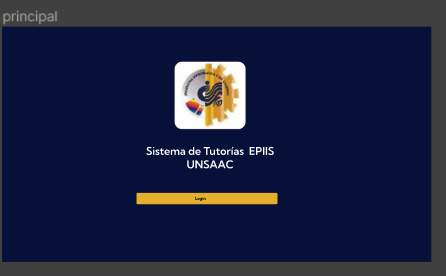 principal
Sistema de Tutorías EPIIS
UNSAAC
Login